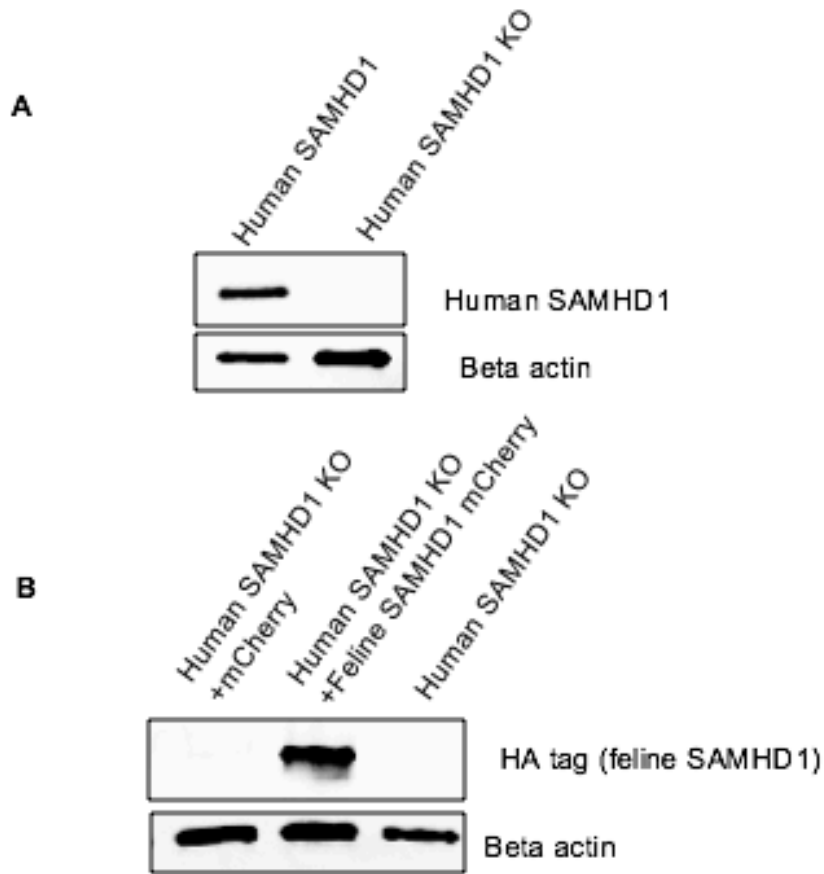 A
Human SAMHD1
Human SAMHD1 KO
Human SAMHD1
Beta actin
B
Human SAMHD1 KO
+mCherry
Human SAMHD1 KO
+Feline SAMHD1 mCherry
Human SAMHD1 KO
HA tag (feline SAMHD1)
Beta actin